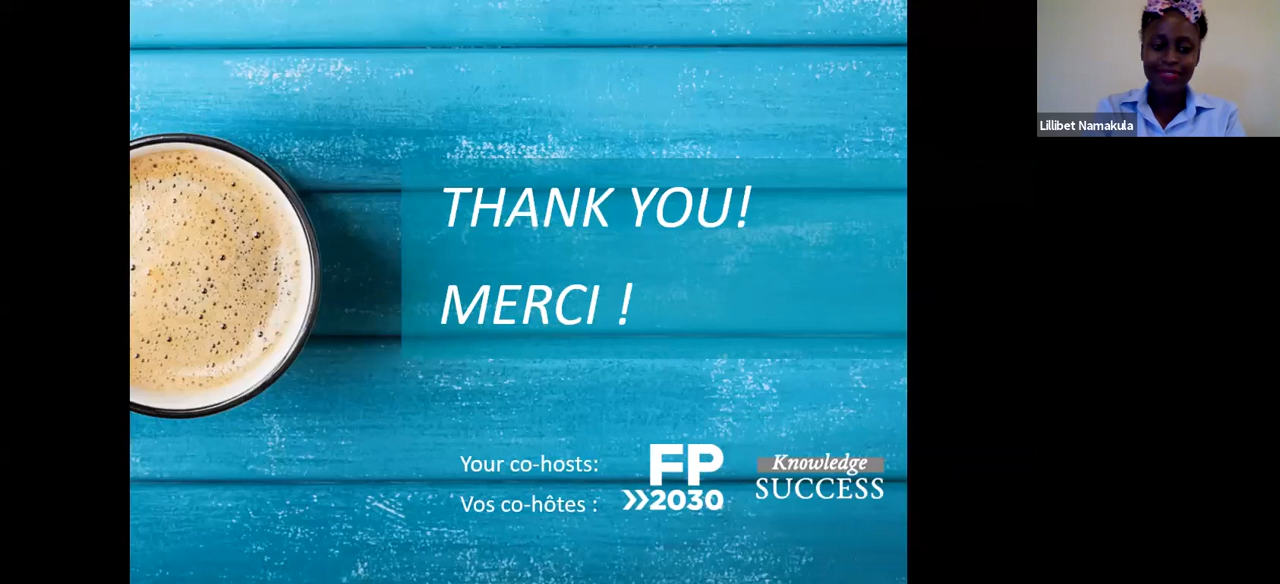 Lillibet Namakula
THANK YOU!
MERCI !
Your co-hosts:
Vos co-hôtes :
FP
2030
Knowledge
SUCCESS